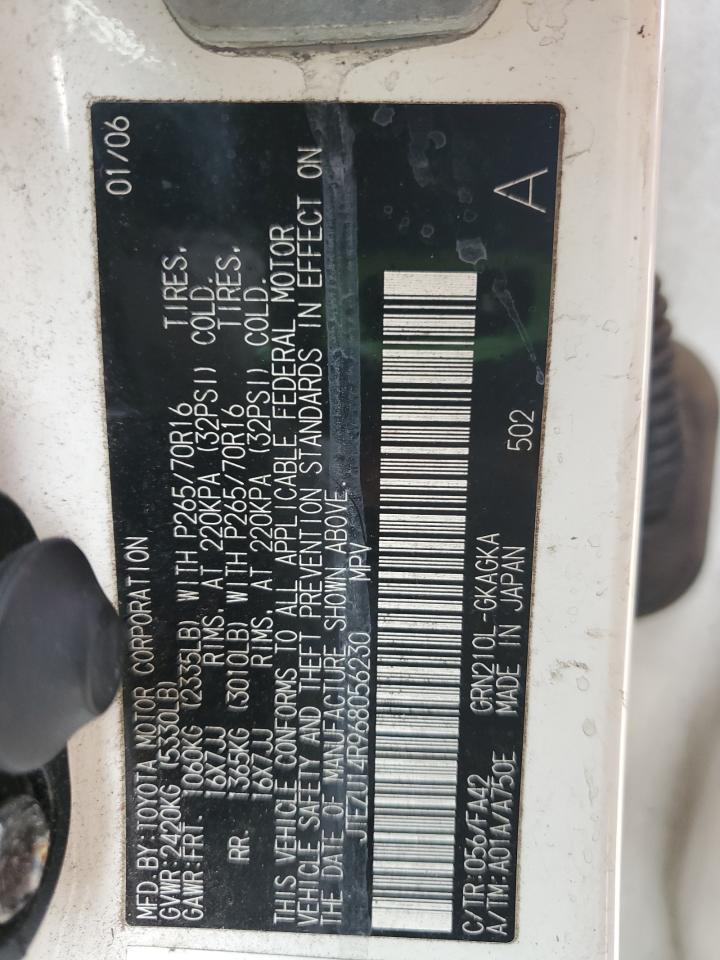 MFD.BY:TOYOTA MOTOR CORPORATION 01/06
GVWR:2420KG (5330LB)
GAWR:FRT. 1060KG (2335LB) WITH P265/70R16 TIRES,
16X7JJ RIMS, AT 220KPA (32PSI) COLD.
RR. 1365KG (3010LB) WITH P265/70R16 TIRES,
16X7JJ RIMS, AT 220KPA (32PSI) COLD.
THIS VEHICLE CONFORMS TO ALL APPLICABLE FEDERAL MOTOR
VEHICLE SAFETY AND THEFT PREVENTION STANDARDS IN EFFECT ON
THE DATE OF MANUFACTURE SHOWN ABOVE.
JTEZU14R968056230 MPV
C/TR:056/FA42 GRN210L-GKAGKA 502 A
A/TM:A01A/A750E MADE IN JAPAN